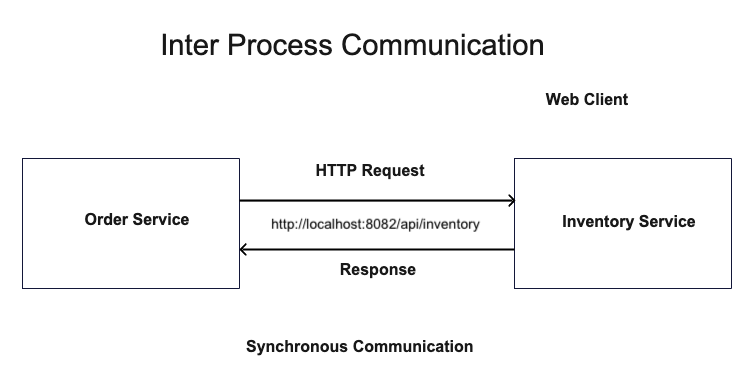 Inter Process Communication
Web Client
HTTP Request
Order Service
http://localhost:8082/api/inventory
Inventory Service
Response
Synchronous Communication